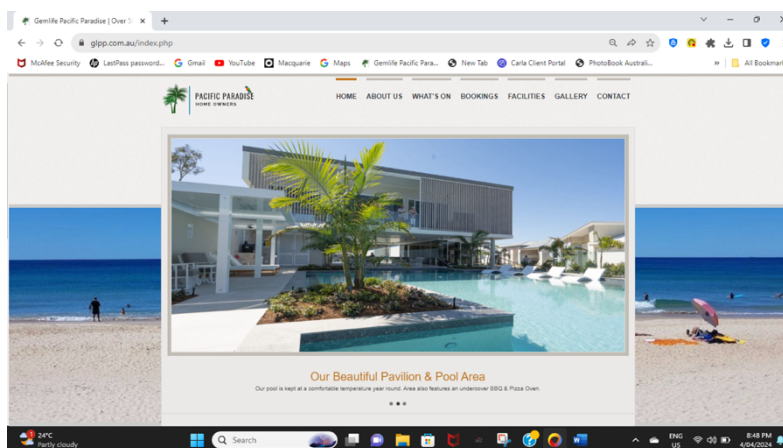 Gemlife Pacific Paradise | Over 5
glpp.com.au/index.php
McAfee Security LastPass password... Gmail YouTube Macquarie Maps Gemlife Pacific Para... New Tab Carla Client Portal PhotoBook Australi... » All Bookmar
PACIFIC PARADISE
HOME OWNERS
HOME ABOUT US WHAT'S ON BOOKINGS FACILITIES GALLERY CONTACT
Our Beautiful Pavilion & Pool Area
Our pool is kept at a comfortable temperature year round. Area also features an undercover BBQ & Pizza Oven.
1
24°C
Partly cloudy
Search
ENG
US
8:48 PM
4/04/2024